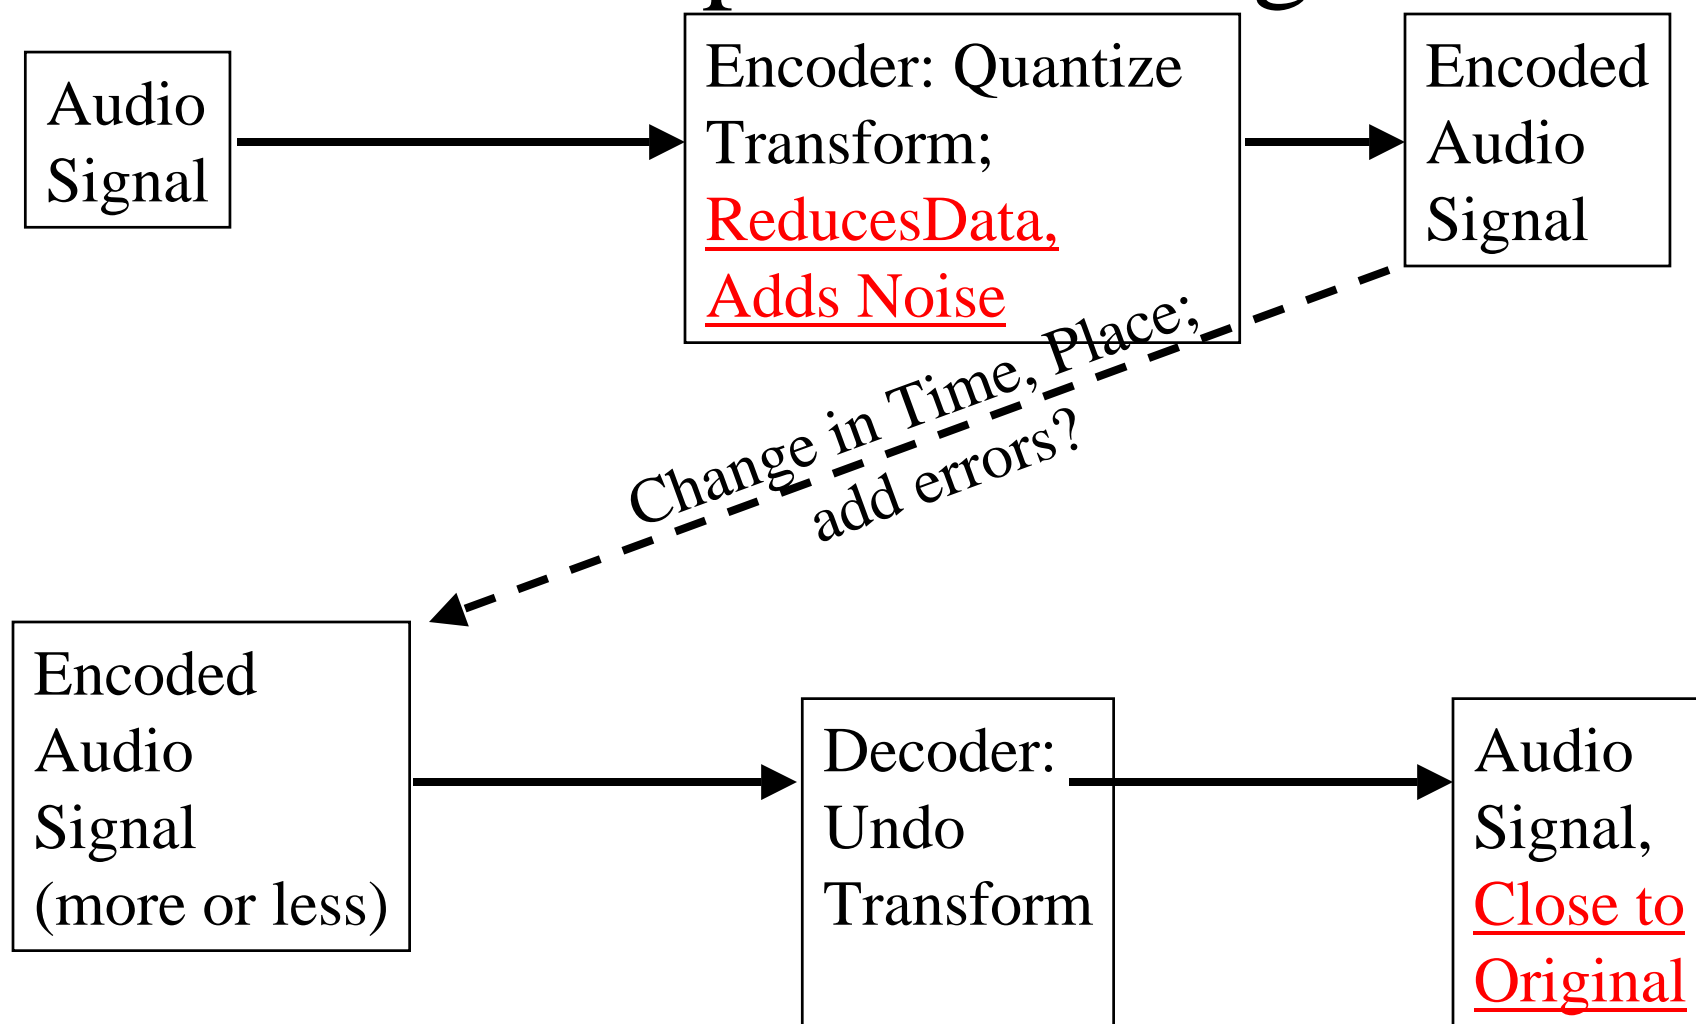 Audio
Signal
Encoder: Quantize
Transform;
ReducesData,
Adds Noise
Encoded
Audio
Signal
Change in Time, Place;
add errors?
Encoded
Audio
Signal
(more or less)
Decoder:
Undo
Transform
Audio
Signal,
Close to
Original